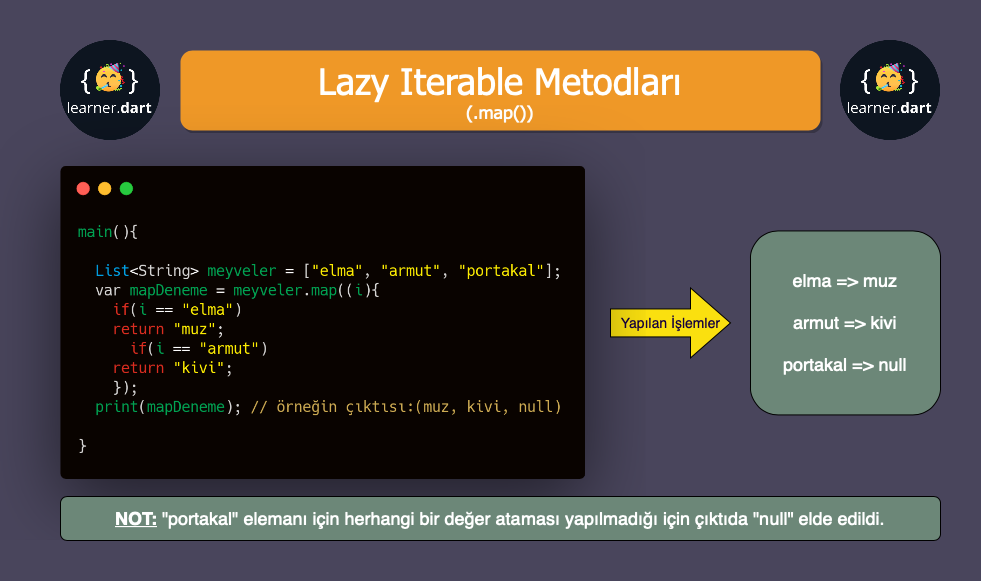 {🥳}
learner.dart
Lazy Iterable Metodları
(.map())
{🥳}
learner.dart
main(){
List<String> meyveler = ["elma", "armut", "portakal"];
var mapDeneme = meyveler.map((i){
if(i == "elma")
return "muz";
if(i == "armut")
return "kivi";
});
print(mapDeneme); // örneğin çıktısı:(muz, kivi, null)
}
Yapılan İşlemler
elma => muz
armut => kivi
portakal => null
NOT: "portakal" elemanı için herhangi bir değer ataması yapılmadığı için çıktıda "null" elde edildi.